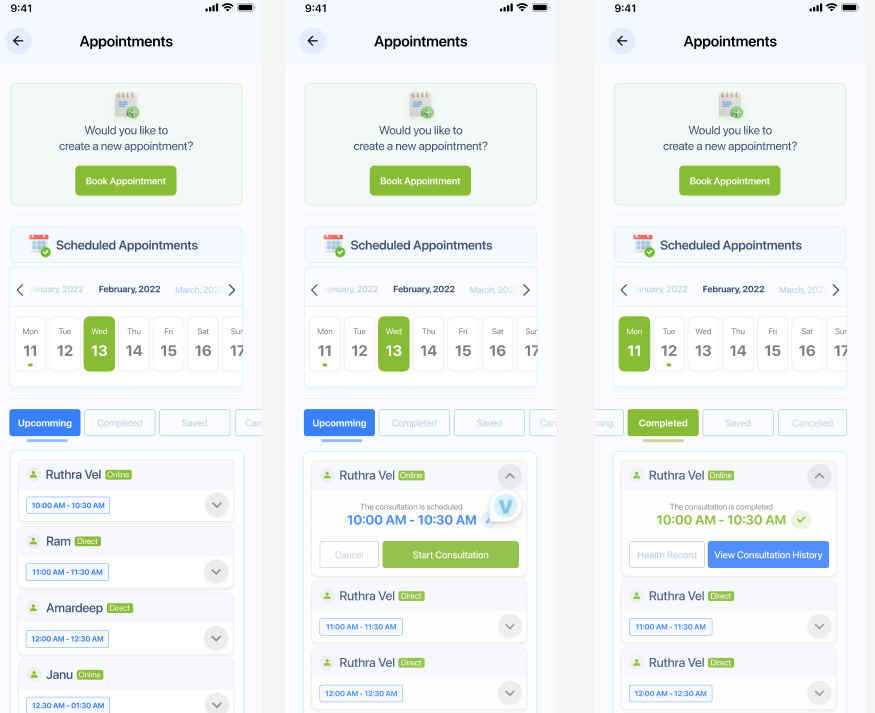 9:41
Appointments
Would you like to
create a new appointment?
Book Appointment
Scheduled Appointments
anuary, 2022 February, 2022 March, 202
Mon Tue Wed Thu Fri Sat Sun
11 12 13 14 15 16 17
Upcomming Completed Saved Can
Ruthra Vel Online
10:00 AM - 10:30 AM
Ram Direct
11:00 AM - 11:30 AM
Amardeep Direct
12:00 AM - 12:30 AM
Janu Online
12.30 AM - 01:30 AM
9:41
Appointments
Would you like to
create a new appointment?
Book Appointment
Scheduled Appointments
anuary, 2022 February, 2022 March, 202
Mon Tue Wed Thu Fri Sat Sun
11 12 13 14 15 16 17
Upcomming Completed Saved Can
Ruthra Vel Online
The consultation is scheduled
10:00 AM - 10:30 AM
V
Cancel Start Consultation
Ruthra Vel Direct
11:00 AM - 11:30 AM
Ruthra Vel Direct
12:00 AM - 12:30 AM
9:41
Appointments
Would you like to
create a new appointment?
Book Appointment
Scheduled Appointments
anuary, 2022 February, 2022 March, 202
Mon Tue Wed Thu Fri Sat Sun
11 12 13 14 15 16 17
ming Completed Saved Cancelled
Ruthra Vel Online
The consultation is completed
10:00 AM - 10:30 AM
Health Record View Consultation History
Ruthra Vel Direct
11:00 AM - 11:30 AM
Ruthra Vel Direct
12:00 AM - 12:30 AM